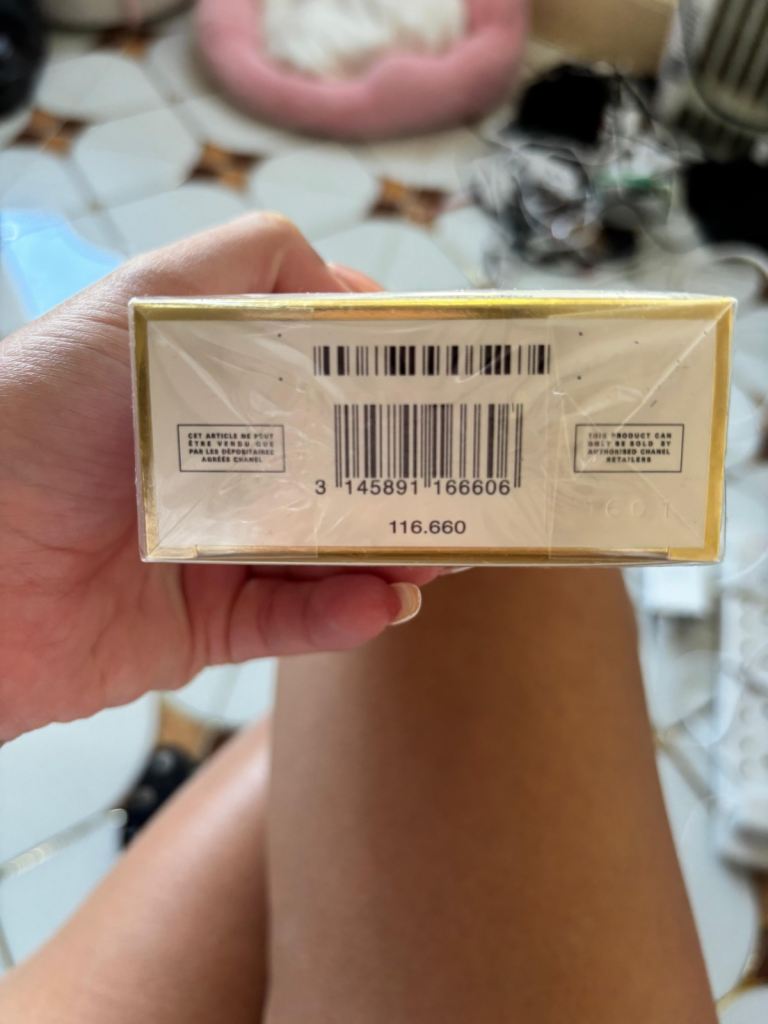 CET ARTICLE NE PEUT
ÊTRE VENDU QUE
PAR LES DÉPOSITAIRES
AGRÉÉS CHANEL
THIS PRODUCT CAN
ONLY BE SOLD BY
AUTHORISED CHANEL
RETAILERS
3 145891 166606
1601
116.660